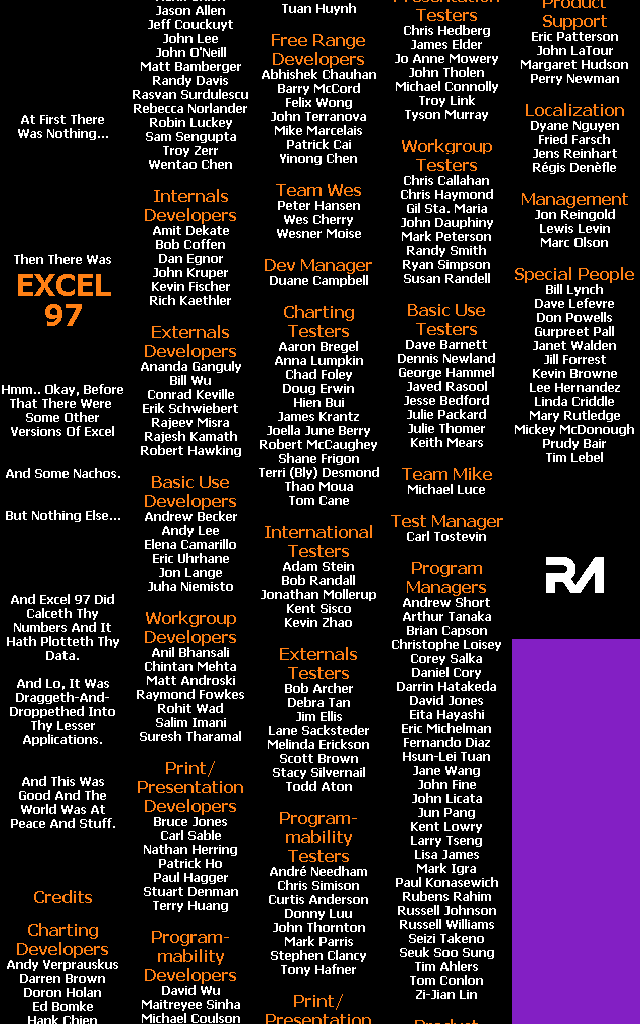 At First There
Was Nothing...
Then There Was
EXCEL
97
Hmm.. Okay, Before
That There Were
Some Other
Versions Of Excel
And Some Nachos.
But Nothing Else...
And Excel 97 Did
Calceth Thy
Numbers And It
Hath Plotteth Thy
Data.
And Lo, It Was
Draggeth-And-
Droppethed Into
Thy Lesser
Applications.
And This Was
Good And The
World Was At
Peace And Stuff.
Credits
Charting
Developers
Andy Verprauskus
Darren Brown
Doron Holan
Ed Bomke
Hank Chien
Jason Allen
Jeff Couckuyt
John Lee
John O'Neill
Matt Bamberger
Randy Davis
Rasvan Surdulescu
Rebecca Norlander
Robin Luckey
Sam Sengupta
Troy Zerr
Wentao Chen
Internals
Developers
Amit Dekate
Bob Coffen
Dan Egnor
John Kruper
Kevin Fischer
Rich Kaethler
Externals
Developers
Ananda Ganguly
Bill Wu
Conrad Keville
Erik Schwiebert
Rajeev Misra
Rajesh Kamath
Robert Hawking
Basic Use
Developers
Andrew Becker
Andy Lee
Elena Camarillo
Eric Uhrhane
Jon Lange
Juha Niemisto
Workgroup
Developers
Anil Bhansali
Chintan Mehta
Matt Androski
Raymond Fowkes
Rohit Wad
Salim Imani
Suresh Tharamal
Print/
Presentation
Developers
Bruce Jones
Carl Sable
Nathan Herring
Patrick Ho
Paul Hagger
Stuart Denman
Terry Huang
Program-
mability
Developers
David Wu
Maitreyee Sinha
Michael Coulson
Tuan Huynh
Free Range
Developers
Abhishek Chauhan
Barry McCord
Felix Wong
John Terranova
Mike Marcelais
Patrick Cai
Yinong Chen
Team Wes
Peter Hansen
Wes Cherry
Wesner Moise
Dev Manager
Duane Campbell
Charting
Testers
Aaron Bregel
Anna Lumpkin
Chad Foley
Doug Erwin
Hien Bui
James Krantz
Joella June Berry
Robert McCaughey
Shane Frigon
Terri (Bly) Desmond
Thao Moua
Tom Cane
International
Testers
Adam Stein
Bob Randall
Jonathan Mollerup
Kent Sisco
Kevin Zhao
Externals
Testers
Bob Archer
Debra Tan
Jim Ellis
Lane Sacksteder
Melinda Erickson
Scott Brown
Stacy Silvernail
Todd Aton
Program-
mability
Testers
André Needham
Chris Simison
Curtis Anderson
Donny Luu
John Thornton
Mark Parris
Stephen Clancy
Tony Hafner
Print/
Presentation
Testers
Chris Hedberg
James Elder
Jo Anne Mowery
John Tholen
Michael Connolly
Troy Link
Tyson Murray
Workgroup
Testers
Chris Callahan
Chris Haymond
Gil Sta. Maria
John Dauphiny
Mark Peterson
Randy Smith
Ryan Simpson
Susan Randell
Basic Use
Testers
Dave Barnett
Dennis Newland
George Hammel
Javed Rasool
Jesse Bedford
Julie Packard
Julie Thomer
Keith Mears
Team Mike
Michael Luce
Test Manager
Carl Tostevin
Program
Managers
Andrew Short
Arthur Tanaka
Brian Capson
Christophe Loisey
Corey Salka
Daniel Cory
Darrin Hatakeda
David Jones
Eita Hayashi
Eric Michelman
Fernando Diaz
Hsun-Lei Tuan
Jane Wang
John Fine
John Licata
Jun Pang
Kent Lowry
Larry Tseng
Lisa James
Mark Igra
Paul Konasewich
Rubens Rahim
Russell Johnson
Russell Williams
Seizi Takeno
Seuk Soo Sung
Tim Ahlers
Tom Conlon
Zi-Jian Lin
Product
Support
Eric Patterson
John LaTour
Margaret Hudson
Perry Newman
Localization
Dyane Nguyen
Fried Farsch
Jens Reinhart
Régis Denèfle
Management
Jon Reingold
Lewis Levin
Marc Olson
Special People
Bill Lynch
Dave Lefevre
Don Powells
Gurpreet Pall
Janet Walden
Jill Forrest
Kevin Browne
Lee Hernandez
Linda Criddle
Mary Rutledge
Mickey McDonough
Prudy Bair
Tim Lebel